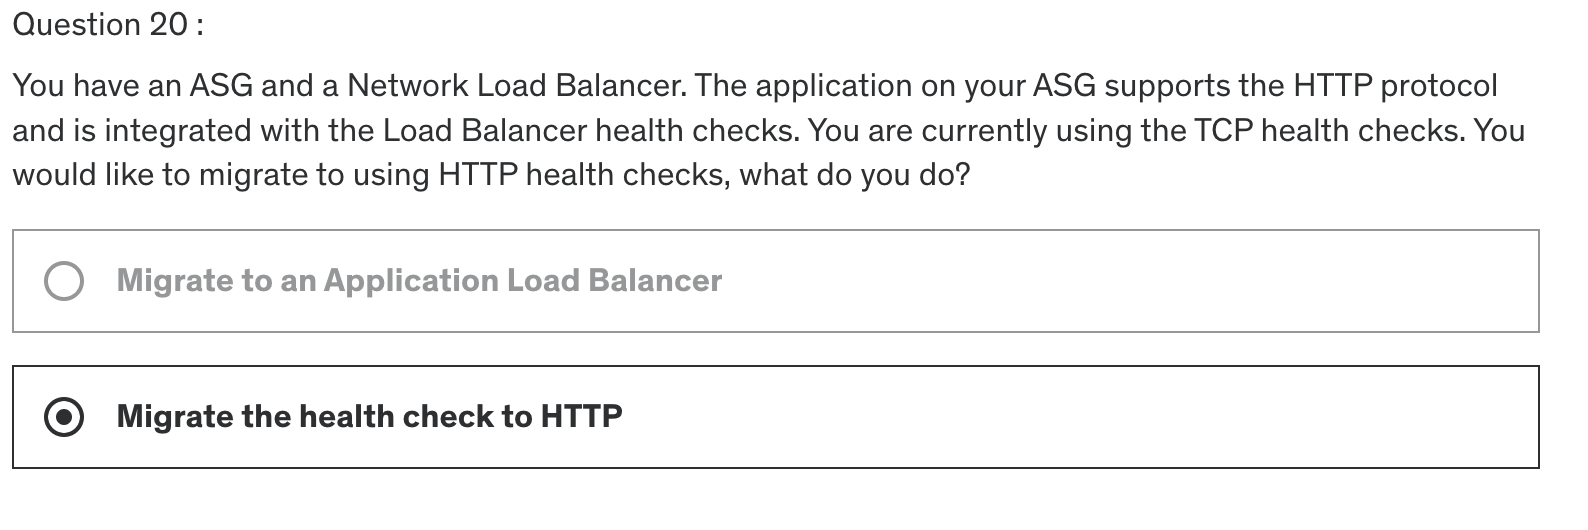 Question 20 :
You have an ASG and a Network Load Balancer. The application on your ASG supports the HTTP protocol
and is integrated with the Load Balancer health checks. You are currently using the TCP health checks. You
would like to migrate to using HTTP health checks, what do you do?
Migrate to an Application Load Balancer
Migrate the health check to HTTP